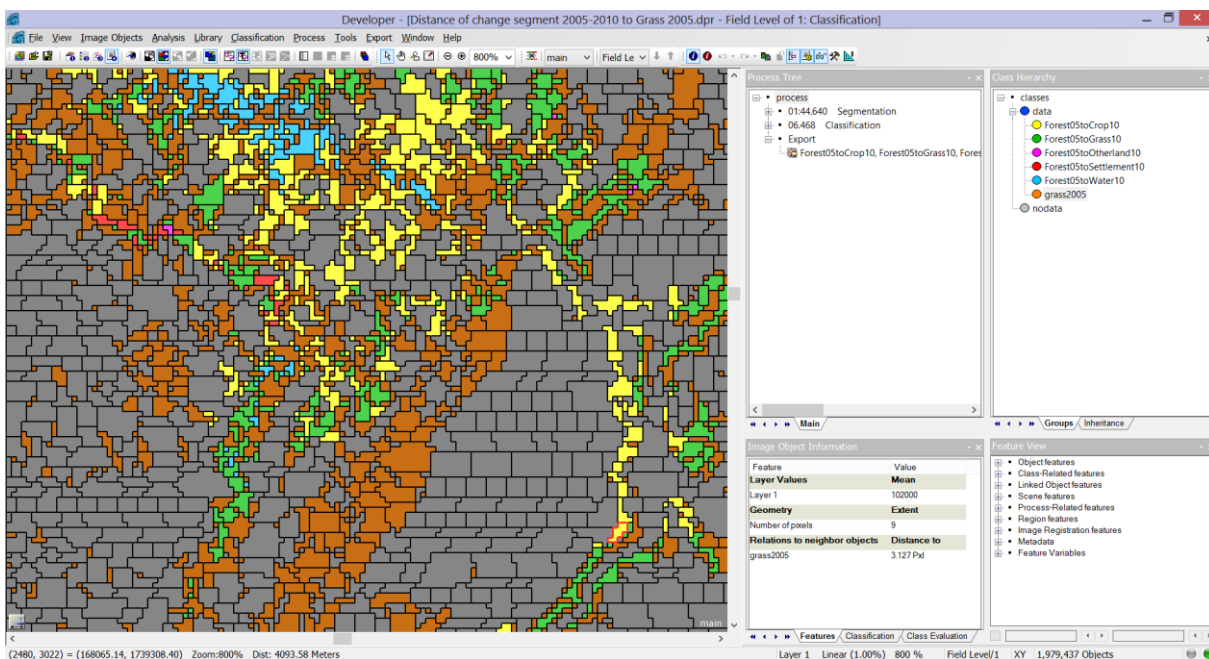 Developer - [Distance of change segment 2005-2010 to Grass 2005.dpr - Field Level of 1: Classification]
File View Image Objects Analysis Library Classification Process Tools Export Window Help
800% main Field Le
Process Tree
process
01:44.640 Segmentation
06.468 Classification
Export
Forest05toCrop10, Forest05toGrass10, Fores
Main
Class Hierarchy
classes
data
Forest05toCrop10
Forest05toGrass10
Forest05toOtherland10
Forest05toSettlement10
Forest05toWater10
grass2005
nodata
Groups Inheritance
Image Object Information
Feature Value
Layer Values Mean
Layer 1 102000
Geometry Extent
Number of pixels 9
Relations to neighbor objects Distance to
grass2005 3.127 Pxl
Features Classification Class Evaluation
Feature View
Object features
Class-Related features
Linked Object features
Scene features
Process-Related features
Region features
Image Registration features
Metadata
Feature Variables
main
(2480, 3022) = (168065.14, 1739308.40) Zoom:800% Dist: 4093.58 Meters
Layer 1 Linear (1.00%) 800 % Field Level/1 XY 1,979,437 Objects